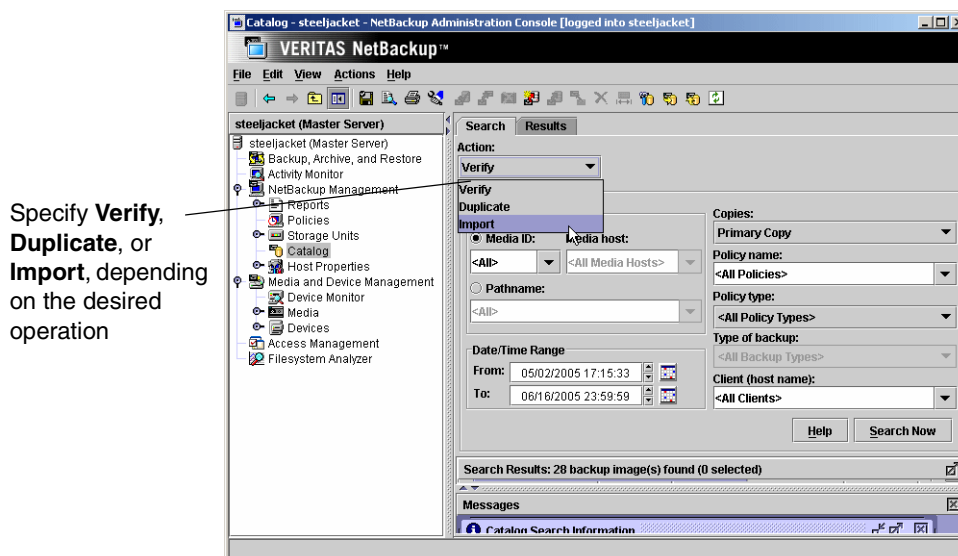 Catalog - steeljacket - NetBackup Administration Console [logged into steeljacket]
VERITAS NetBackup™
File Edit View Actions Help
steeljacket (Master Server)
steeljacket (Master Server)
Backup, Archive, and Restore
Activity Monitor
NetBackup Management
Reports
Policies
Storage Units
Catalog
Host Properties
Media and Device Management
Device Monitor
Media
Devices
Access Management
Filesystem Analyzer
Specify Verify,
Duplicate, or
Import, depending
on the desired
operation
Search Results
Action:
Verify
Verify
Duplicate
Import
Media ID: Media host:
<All> <All Media Hosts>
Pathname:
<All>
Date/Time Range
From: 05/02/2005 17:15:33
To: 06/16/2005 23:59:59
Copies:
Primary Copy
Policy name:
<All Policies>
Policy type:
<All Policy Types>
Type of backup:
<All Backup Types>
Client (host name):
<All Clients>
Help Search Now
Search Results: 28 backup image(s) found (0 selected)
Messages
Catalog Search Information